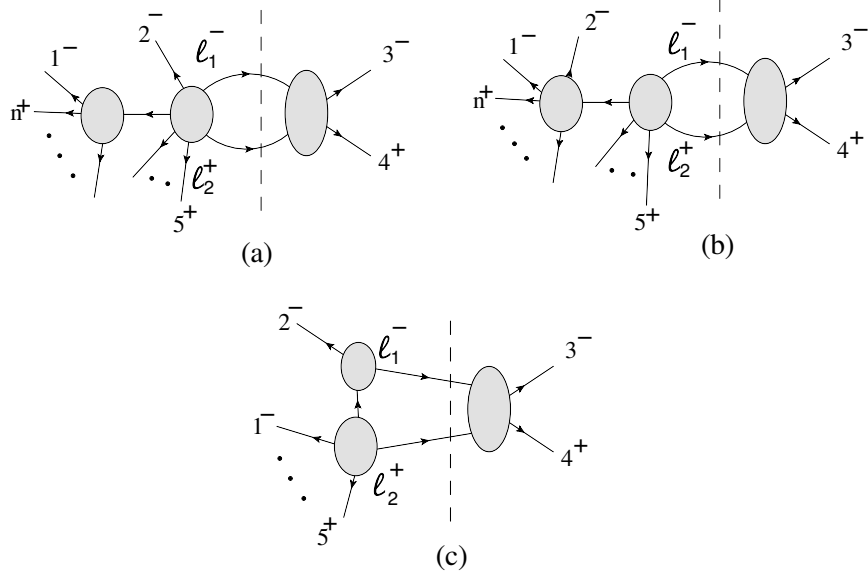 2⁻ ℓ₁⁻ 3⁻
1⁻
n⁺
4⁺
ℓ₂⁺
5⁺
(a)
2⁻ ℓ₁⁻ 3⁻
1⁻
n⁺
4⁺
ℓ₂⁺
5⁺
(b)
2⁻ ℓ₁⁻ 3⁻
1⁻
4⁺
ℓ₂⁺
5⁺
(c)